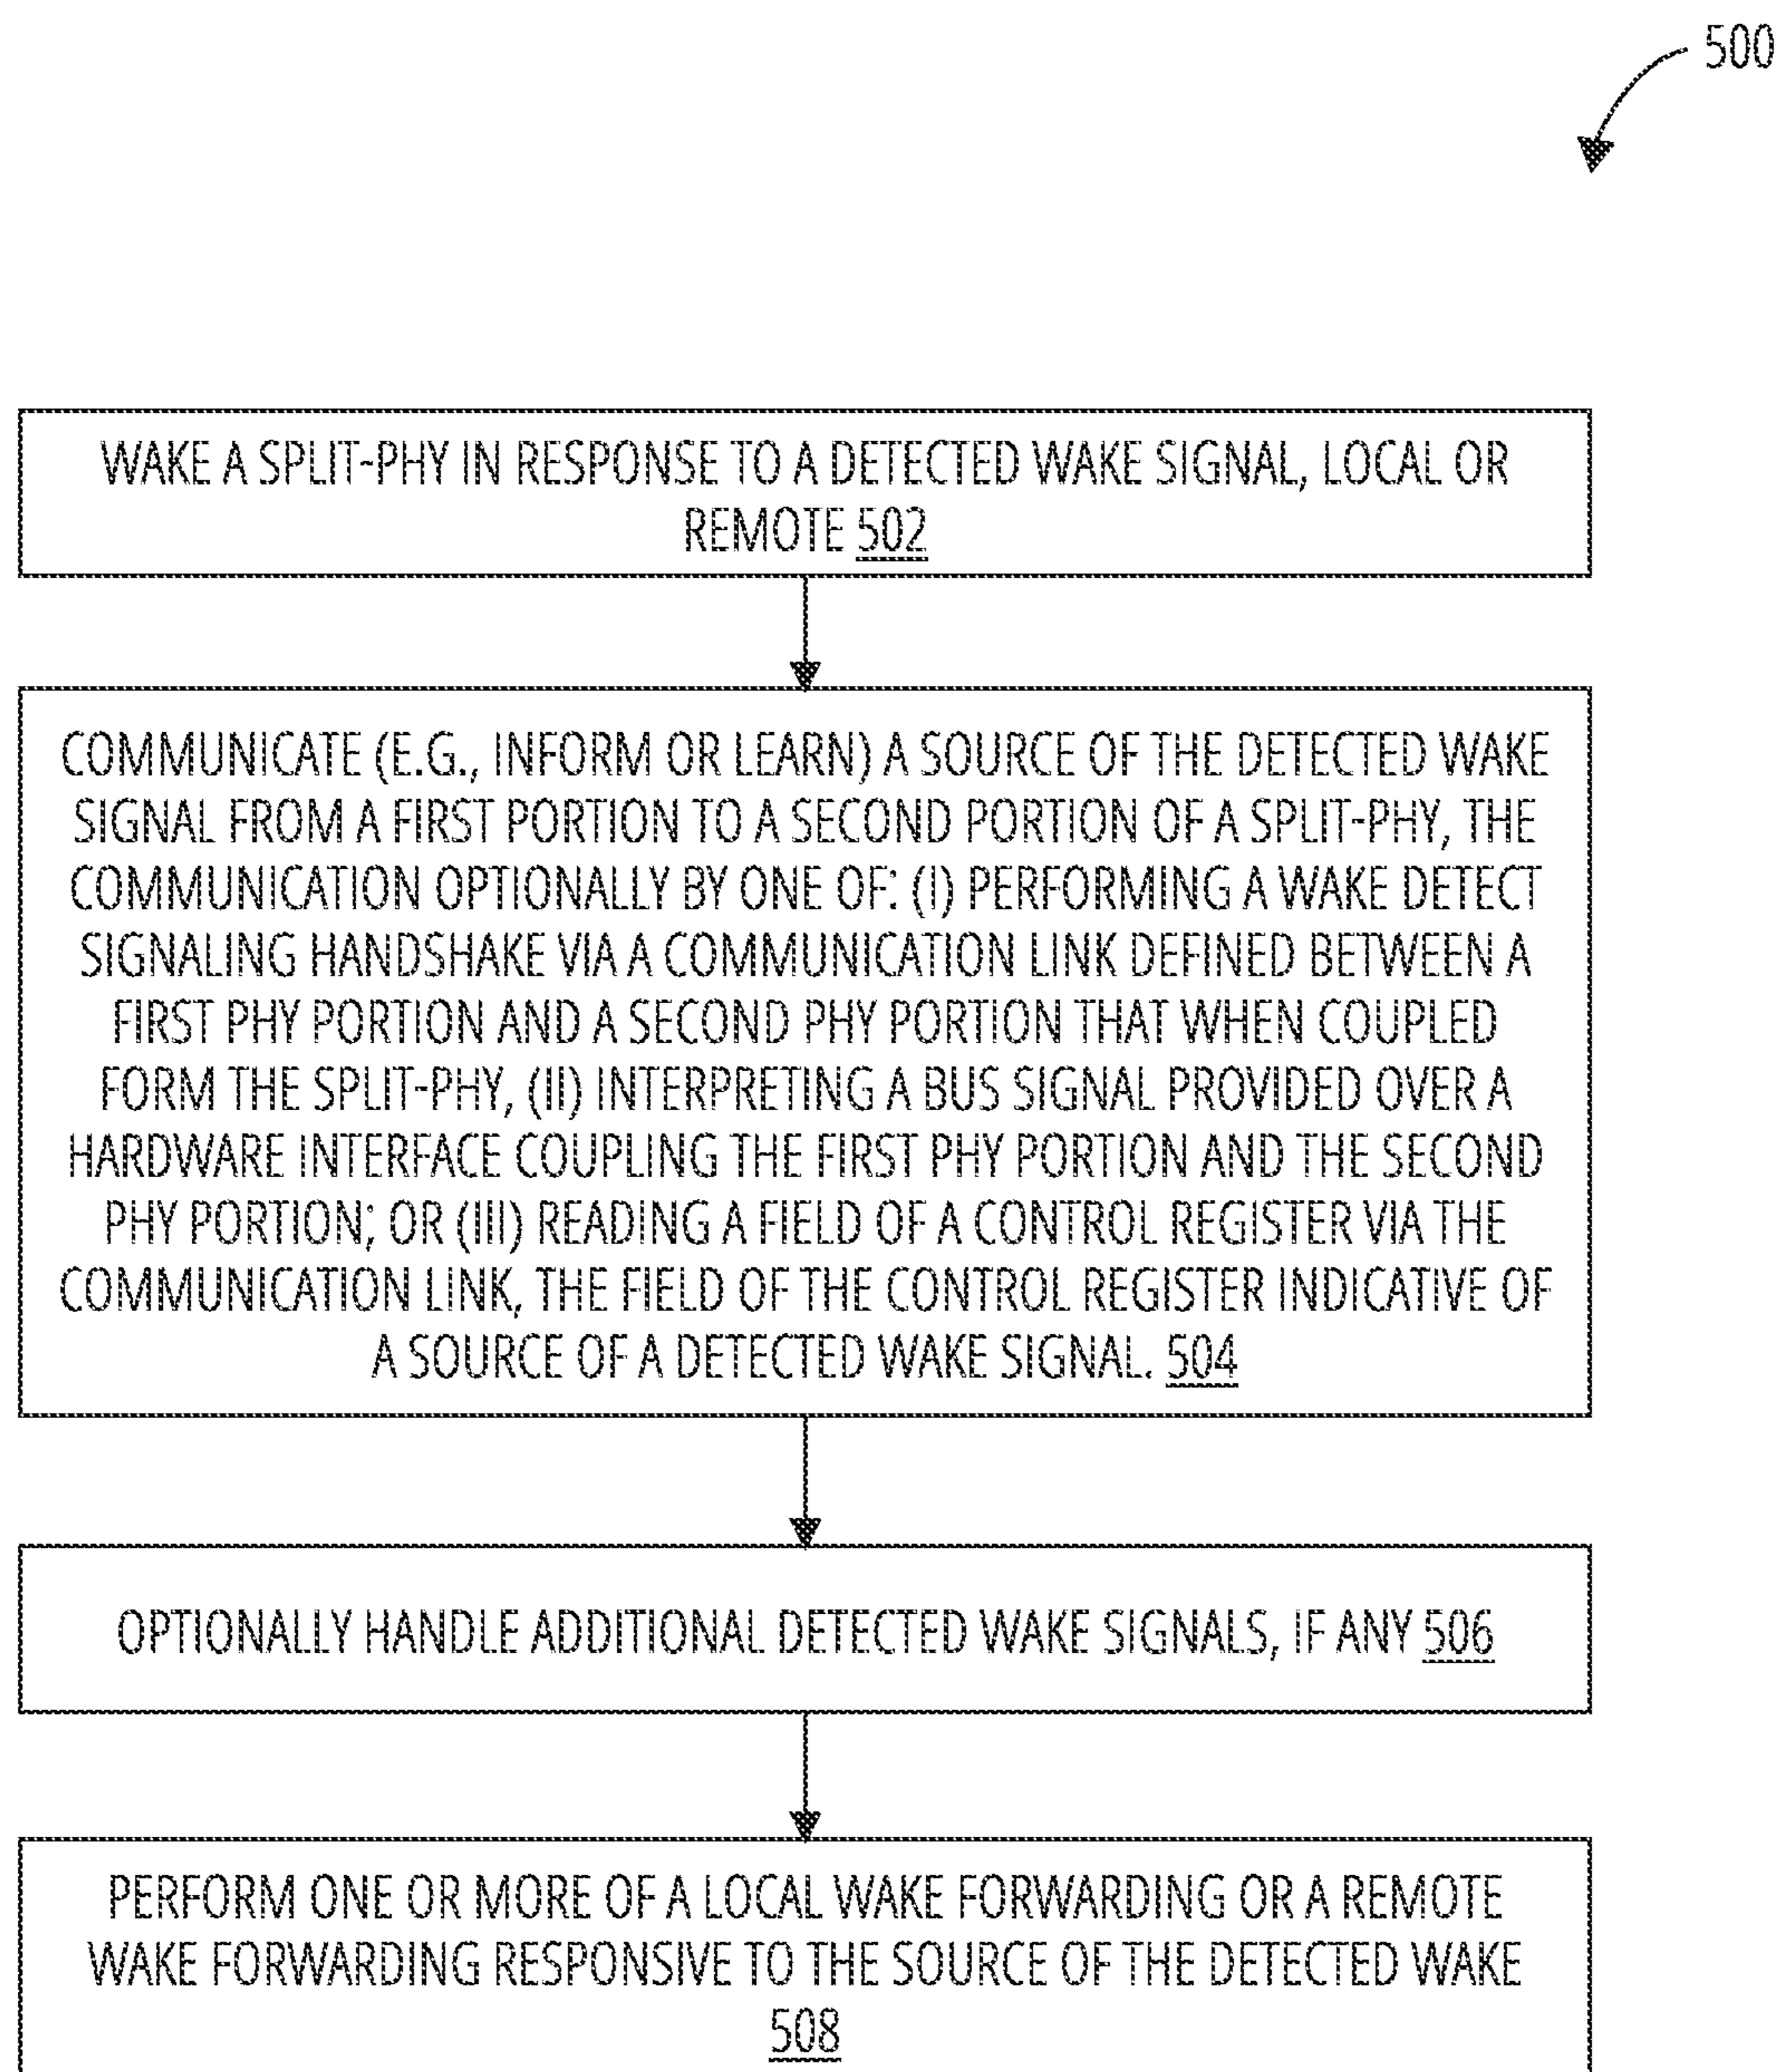 500
WAKE A SPLIT-PHY IN RESPONSE TO A DETECTED WAKE SIGNAL, LOCAL OR
REMOTE 502
COMMUNICATE (E.G., INFORM OR LEARN) A SOURCE OF THE DETECTED WAKE
SIGNAL FROM A FIRST PORTION TO A SECOND PORTION OF A SPLIT-PHY, THE
COMMUNICATION OPTIONALLY BY ONE OF: (I) PERFORMING A WAKE DETECT
SIGNALING HANDSHAKE VIA A COMMUNICATION LINK DEFINED BETWEEN A
FIRST PHY PORTION AND A SECOND PHY PORTION THAT WHEN COUPLED
FORM THE SPLIT-PHY, (II) INTERPRETING A BUS SIGNAL PROVIDED OVER A
HARDWARE INTERFACE COUPLING THE FIRST PHY PORTION AND THE SECOND
PHY PORTION; OR (III) READING A FIELD OF A CONTROL REGISTER VIA THE
COMMUNICATION LINK, THE FIELD OF THE CONTROL REGISTER INDICATIVE OF
A SOURCE OF A DETECTED WAKE SIGNAL. 504
OPTIONALLY HANDLE ADDITIONAL DETECTED WAKE SIGNALS, IF ANY 506
PERFORM ONE OR MORE OF A LOCAL WAKE FORWARDING OR A REMOTE
WAKE FORWARDING RESPONSIVE TO THE SOURCE OF THE DETECTED WAKE
508